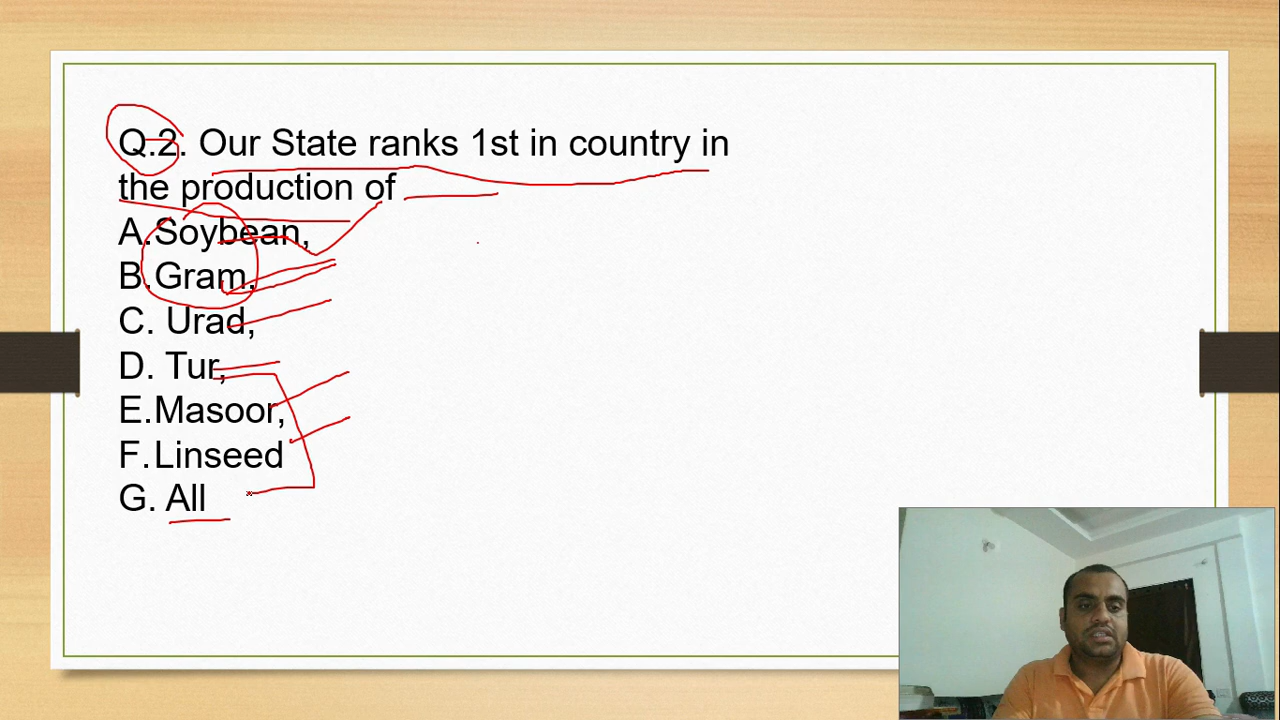 Q.2. Our State ranks 1st in country in
the production of
A.Soybean,
B.Gram,
C. Urad,
D. Tur,
E.Masoor,
F.Linseed
G. All